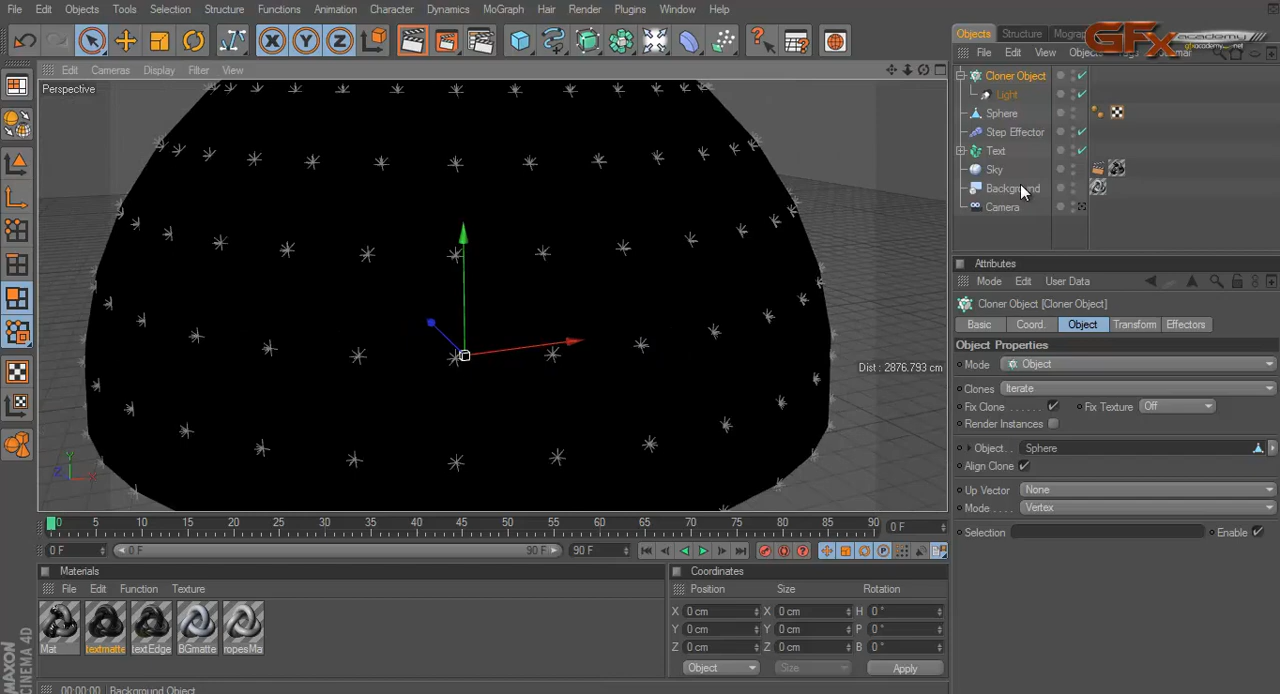 File Edit Objects Tools Selection Structure Functions Animation Character Dynamics MoGraph Hair Render Plugins Window Help
GFx academy
gfxacademy.net
Objects Structure
File Edit View
Edit Cameras Display Filter View
Perspective
Cloner Object
Light
Sphere
Step Effector
Text
Sky
Background
Camera
Dist : 2876.793 cm
Attributes
Mode Edit User Data
Cloner Object [Cloner Object]
Basic Coord. Object Transform Effectors
Object Properties
Mode Object
Clones Iterate
Fix Clone Fix Texture Off
Render Instances
Object Sphere
Align Clone
Up Vector None
Mode Vertex
Selection Enable
0 5 10 15 20 25 30 35 40 45 50 55 60 65 70 75 80 85 90 0 F
0 F 0 F 90 F 90 F
Materials
File Edit Function Texture
Mat textmatte textEdge BGmatte ropesMa
Coordinates
Position Size Rotation
X 0 cm X 0 cm H 0 °
Y 0 cm Y 0 cm P 0 °
Z 0 cm Z 0 cm B 0 °
Object Size Apply
MAXON
CINEMA 4D
00:00:00 Background Object